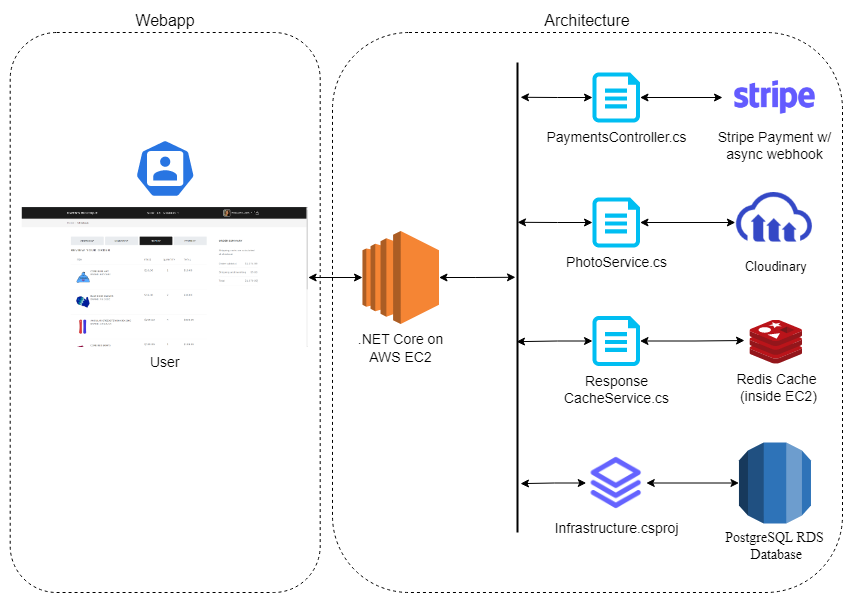 Webapp
Architecture
User
.NET Core on
AWS EC2
PaymentsController.cs
stripe
Stripe Payment w/
async webhook
PhotoService.cs
Cloudinary
Response
CacheService.cs
Redis Cache
(inside EC2)
Infrastructure.csproj
PostgreSQL RDS
Database